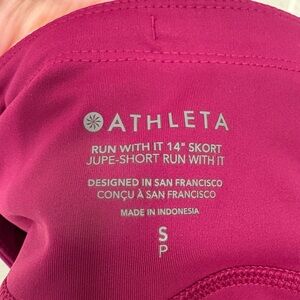 ATHLETA
RUN WITH IT 14" SKORT
JUPE-SHORT RUN WITH IT
DESIGNED IN SAN FRANCISCO
CONÇU À SAN FRANCISCO
MADE IN INDONESIA
S
P